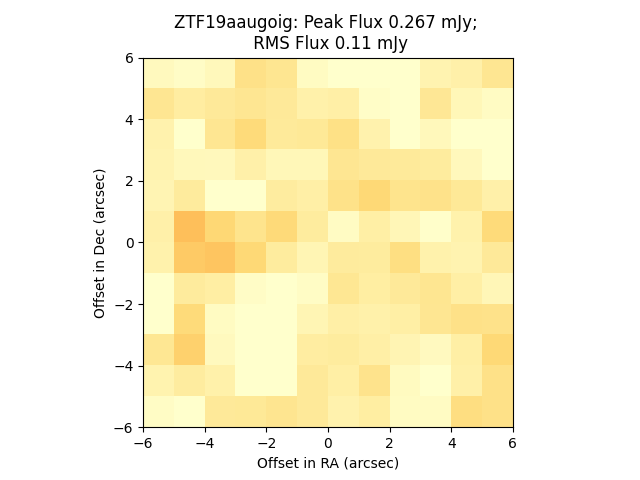 ZTF19aaugoig: Peak Flux 0.267 mJy;
RMS Flux 0.11 mJy
6
4
2
0
−2
−4
−6
Offset in Dec (arcsec)
−6 −4 −2 0 2 4 6
Offset in RA (arcsec)